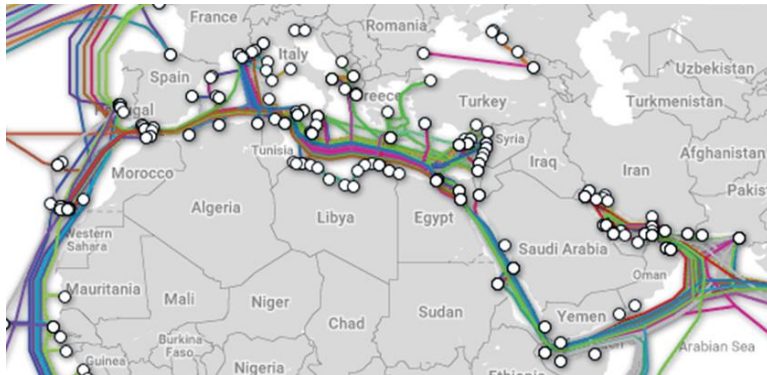 France
Romania
Italy
Spain
Uzbekistan
Greece
Turkey
Turkmenistan
Syria
Tunisia
Afghanistan
Iraq
Iran
Morocco
Pakis
Algeria
Libya
Egypt
Western
Sahara
Saudi Arabia
Oman
Mauritania
Mali
Niger
Chad
Sudan
Yemen
Burkina
Faso
Arabian Sea
Guinea
Nigeria